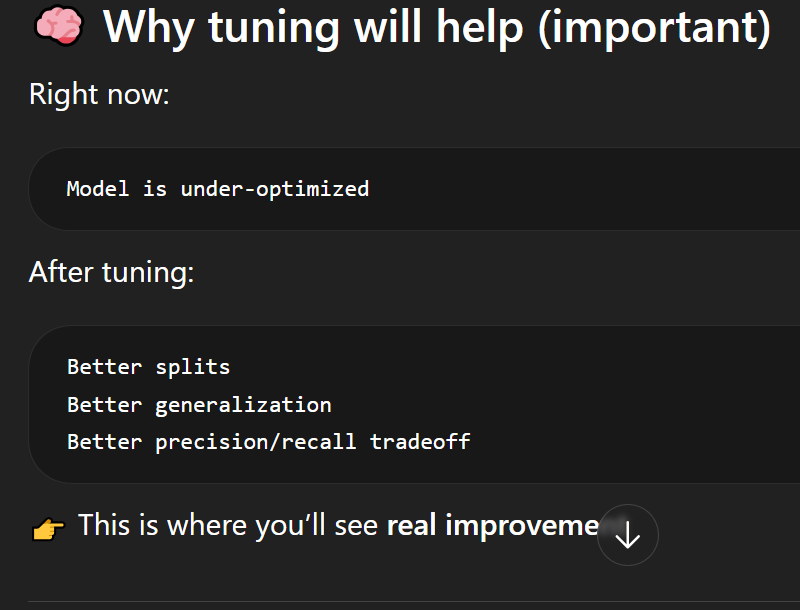 🧠 Why tuning will help (important)
Right now:
Model is under-optimized
After tuning:
Better splits
Better generalization
Better precision/recall tradeoff
👉 This is where you’ll see real